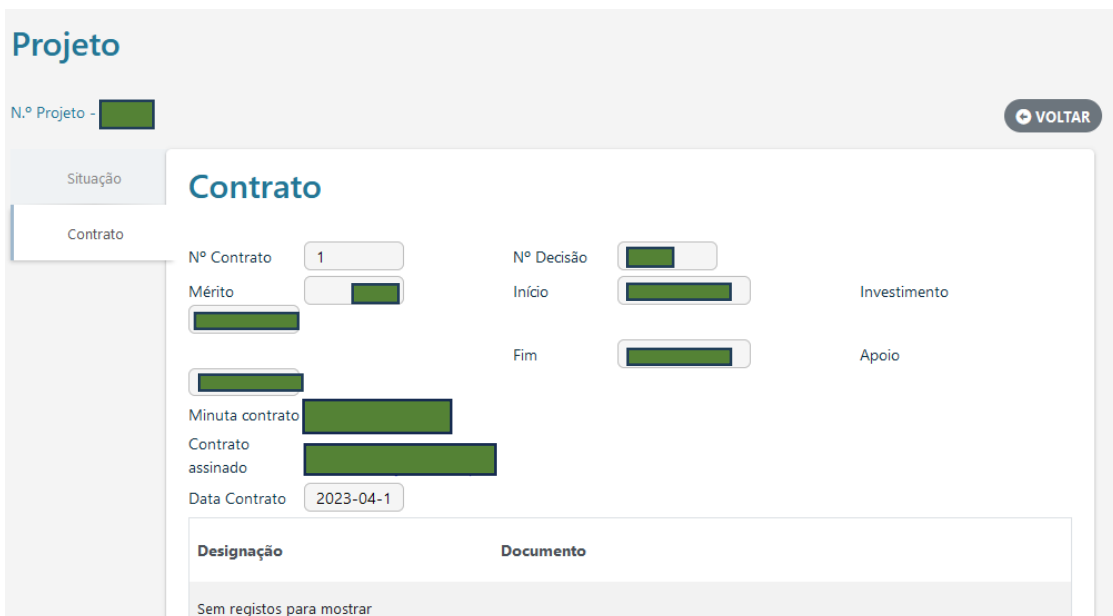 Projeto
N.º Projeto -
VOLTAR
Situação
Contrato
Contrato
Nº Contrato 1 Nº Decisão
Mérito Início Investimento
Fim Apoio
Minuta contrato
Contrato
assinado
Data Contrato 2023-04-1
Designação Documento
Sem registos para mostrar